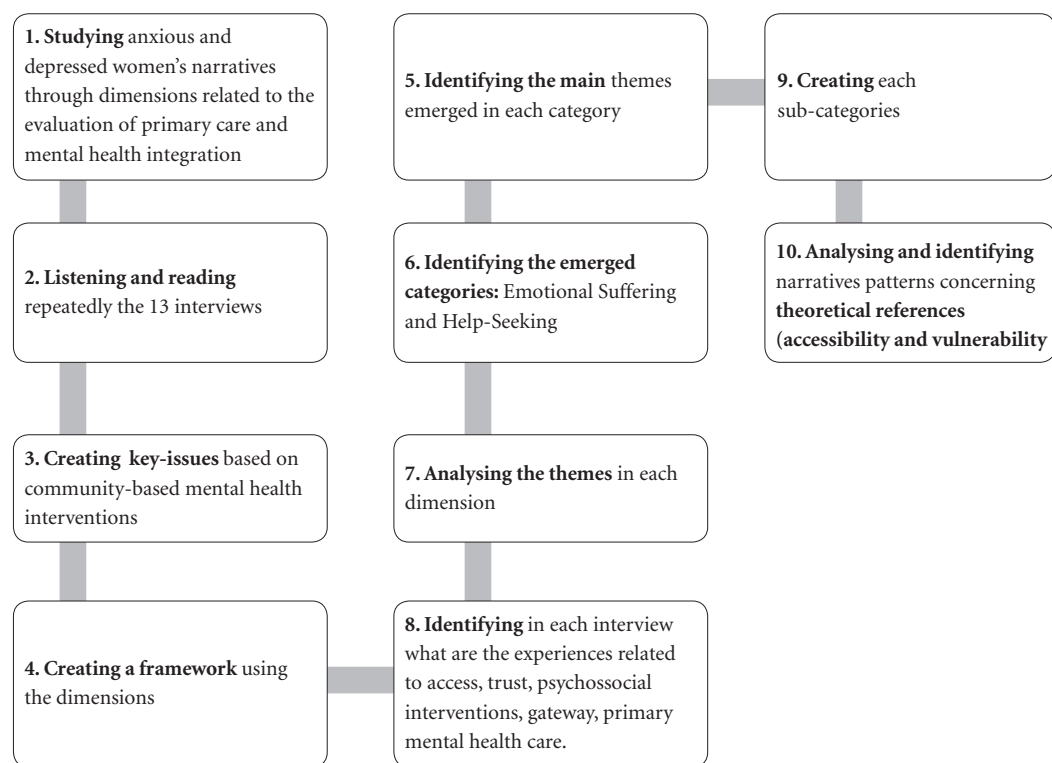 1. Studying anxious and
depressed women's narratives
through dimensions related to the
evaluation of primary care and
mental health integration
2. Listening and reading
repeatedly the 13 interviews
3. Creating key-issues based on
community-based mental health
interventions
4. Creating a framework using
the dimensions
5. Identifying the main themes
emerged in each category
6. Identifying the emerged
categories: Emotional Suffering
and Help-Seeking
7. Analysing the themes in each
dimension
8. Identifying in each interview
what are the experiences related
to access, trust, psychossocial
interventions, gateway, primary
mental health care.
9. Creating each
sub-categories
10. Analysing and identifying
narratives patterns concerning
theoretical references
(accessibility and vulnerability